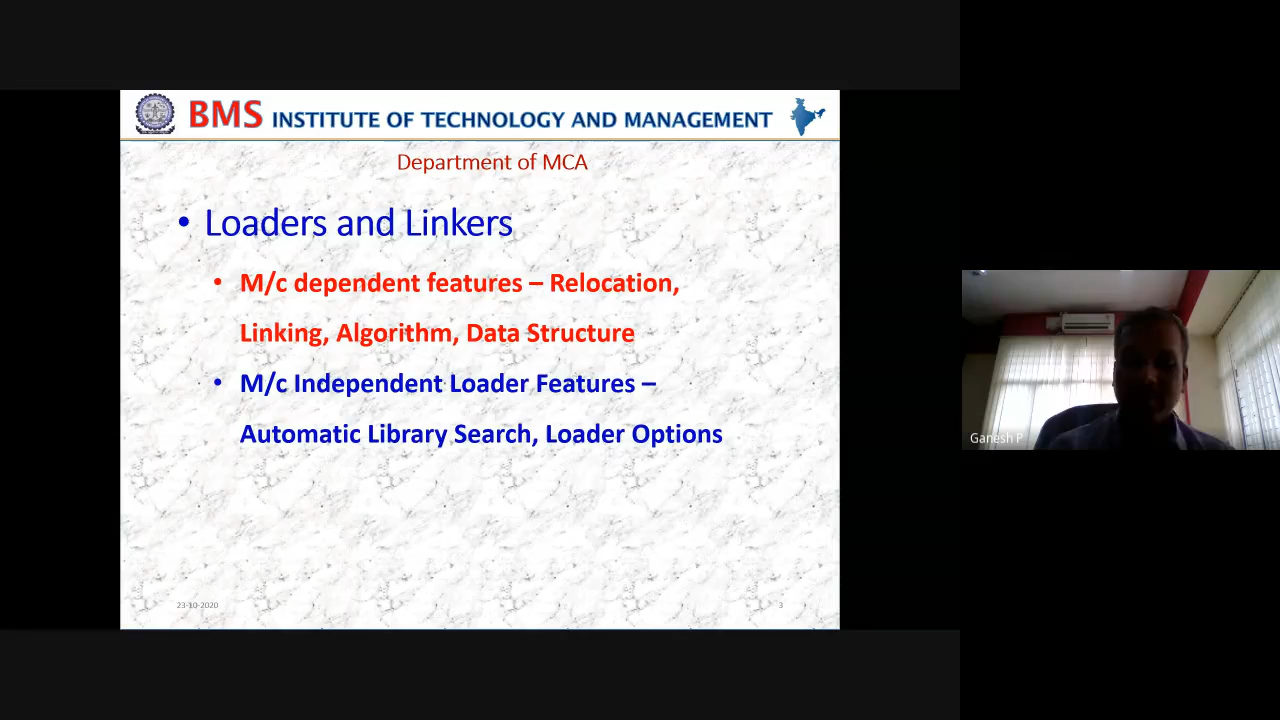 BMS INSTITUTE OF TECHNOLOGY AND MANAGEMENT
Department of MCA
• Loaders and Linkers
• M/c dependent features – Relocation,
Linking, Algorithm, Data Structure
• M/c Independent Loader Features –
Automatic Library Search, Loader Options
23-10-2020
3
Ganesh P